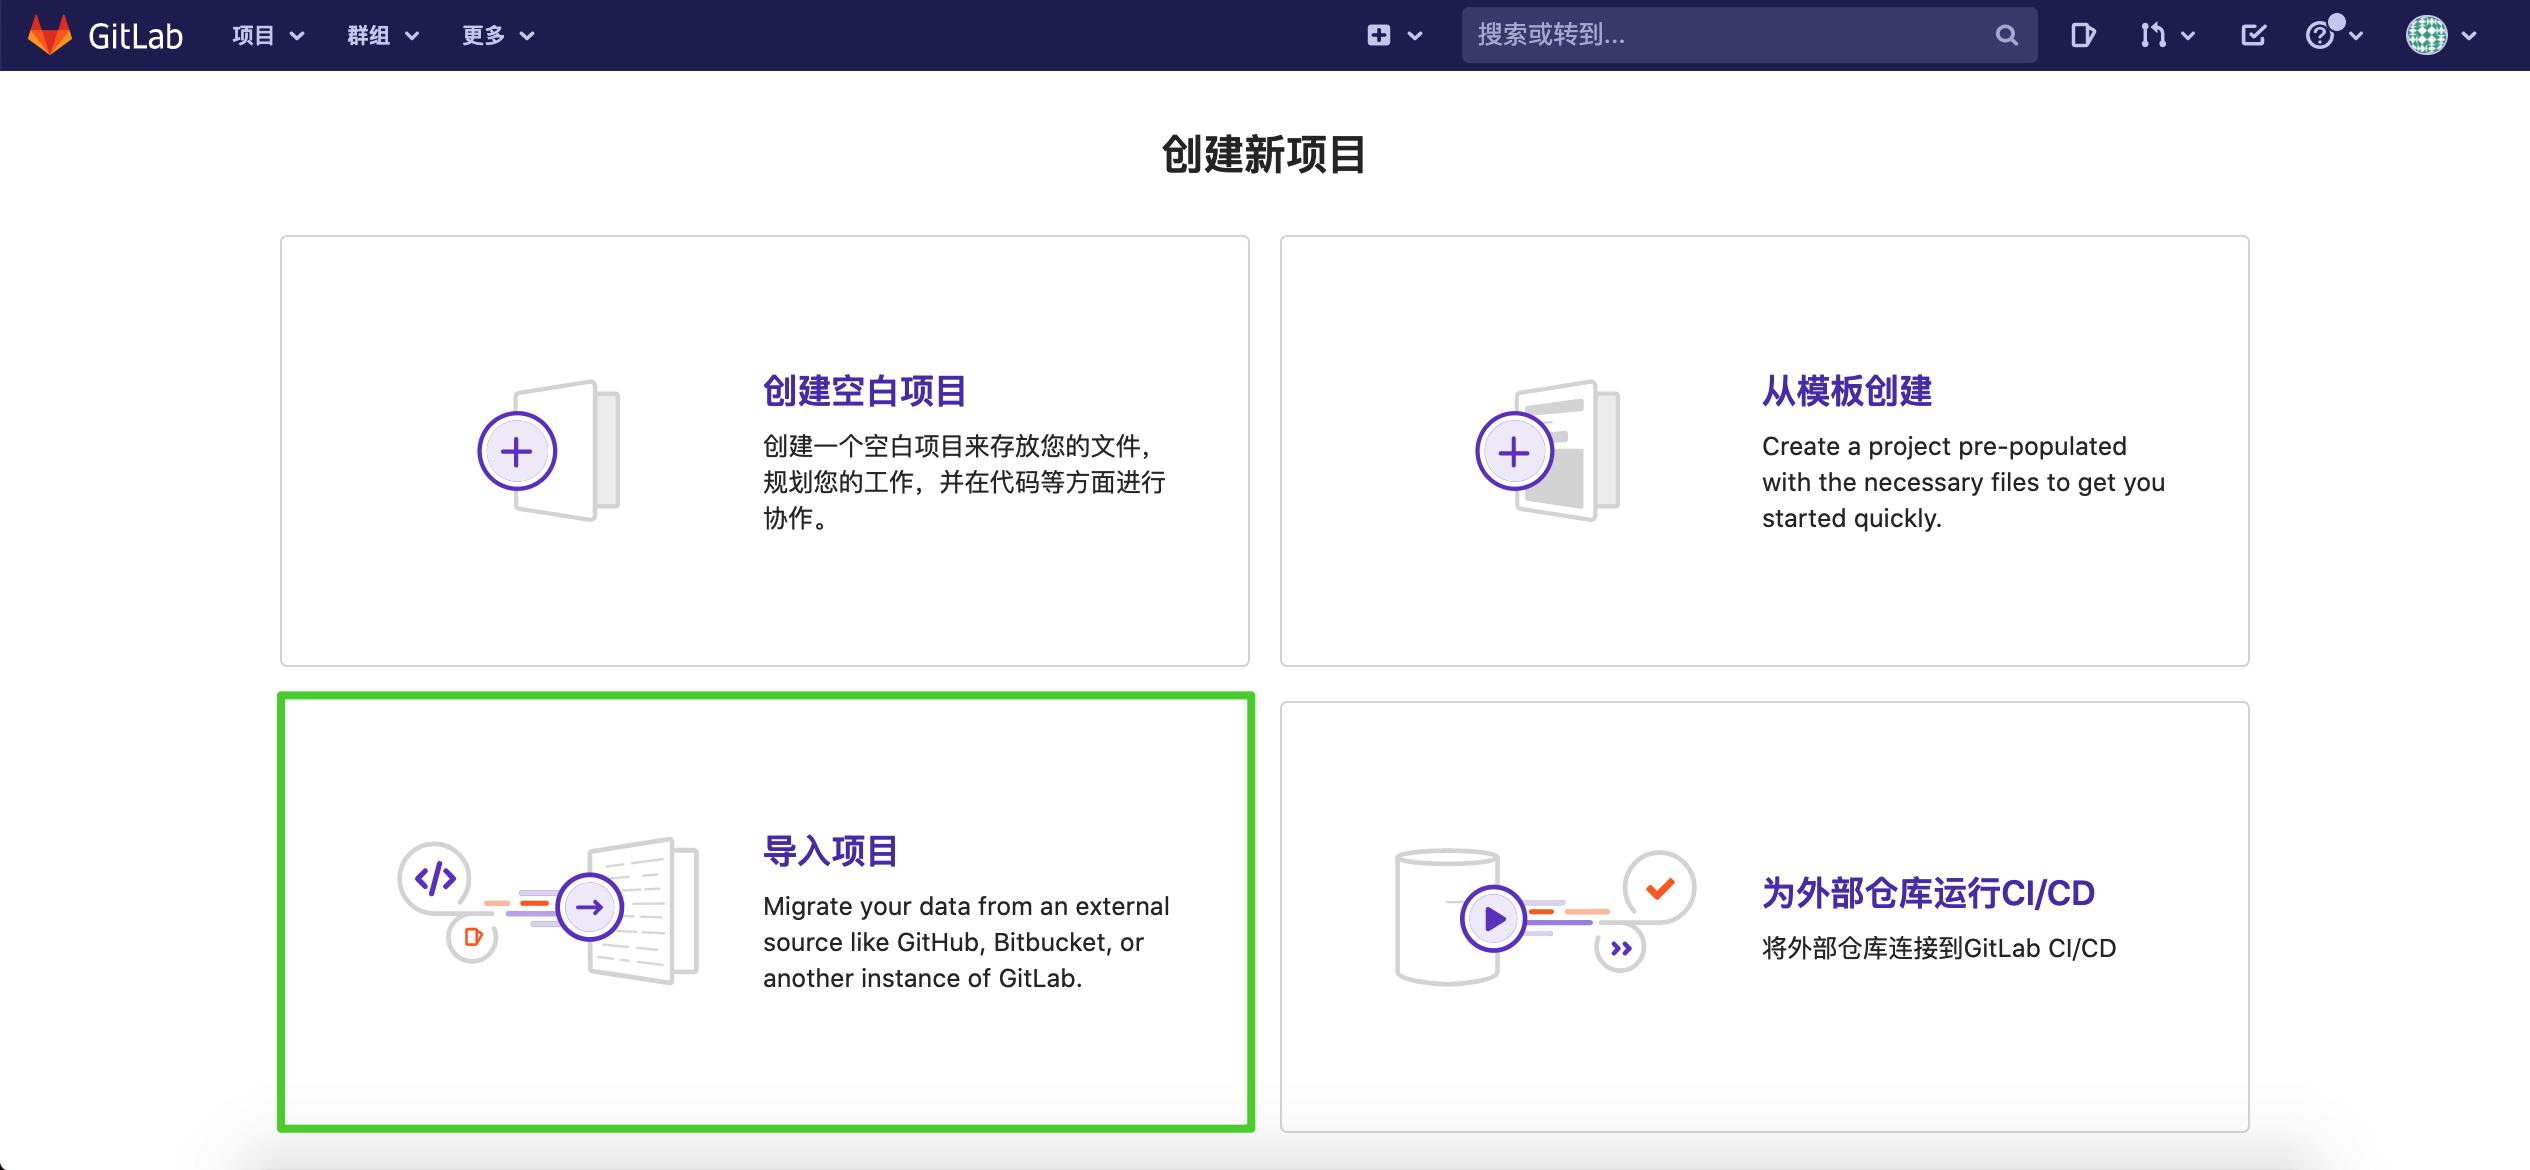 GitLab 项目 群组 更多 搜索或转到...
创建新项目
创建空白项目
创建一个空白项目来存放您的文件，
规划您的工作，并在代码等方面进行
协作。
从模板创建
Create a project pre-populated
with the necessary files to get you
started quickly.
导入项目
Migrate your data from an external
source like GitHub, Bitbucket, or
another instance of GitLab.
为外部仓库运行CI/CD
将外部仓库连接到GitLab CI/CD